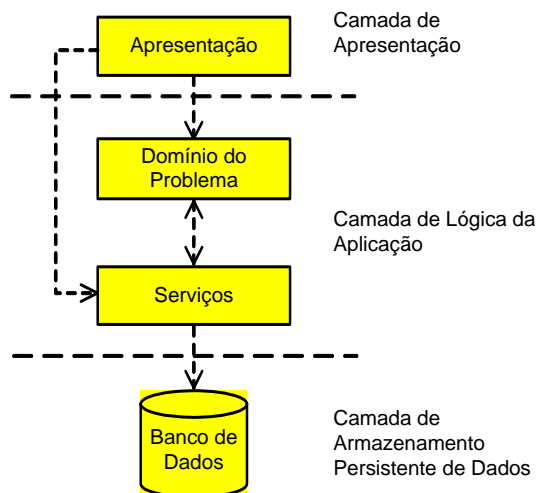 Apresentação
Camada de
Apresentação
Domínio do
Problema
Camada de Lógica da
Aplicação
Serviços
Banco de
Dados
Camada de
Armazenamento
Persistente de Dados